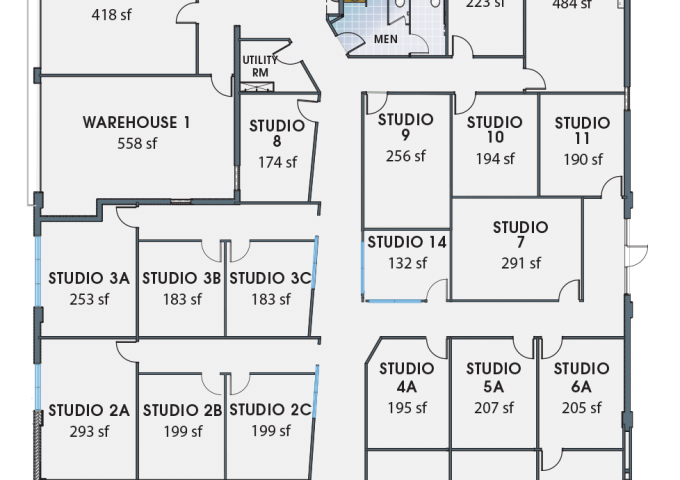 418 sf
223 sf
484 sf
MEN
UTILITY
RM
WAREHOUSE 1
558 sf
STUDIO
8
174 sf
STUDIO
9
256 sf
STUDIO
10
194 sf
STUDIO
11
190 sf
STUDIO 14
132 sf
STUDIO
7
291 sf
STUDIO 3A
253 sf
STUDIO 3B
183 sf
STUDIO 3C
183 sf
STUDIO 2A
293 sf
STUDIO 2B
199 sf
STUDIO 2C
199 sf
STUDIO
4A
195 sf
STUDIO
5A
207 sf
STUDIO
6A
205 sf